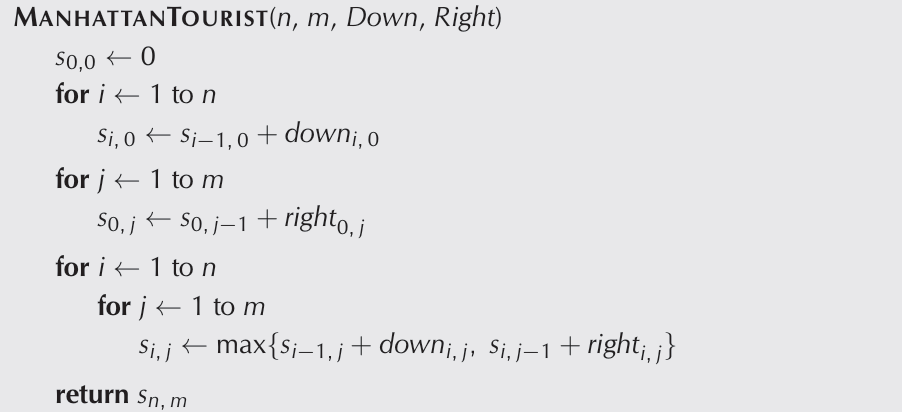 MANHATTANTOURIST(n, m, Down, Right)
s0,0 ← 0
for i ← 1 to n
si,0 ← si−1,0 + downi,0
for j ← 1 to m
s0,j ← s0,j−1 + right0,j
for i ← 1 to n
for j ← 1 to m
si,j ← max{si−1,j + downi,j, si,j−1 + righti,j}
return sn,m